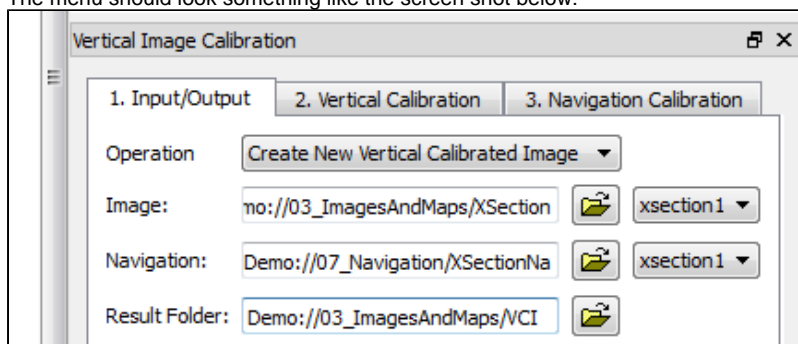 The menu should look something like the screen shot below.
Vertical Image Calibration
1. Input/Output 2. Vertical Calibration 3. Navigation Calibration
Operation Create New Vertical Calibrated Image
Image: mo://03_ImagesAndMaps/XSection xsection1
Navigation: Demo://07_Navigation/XSectionNa xsection1
Result Folder: Demo://03_ImagesAndMaps/VCI